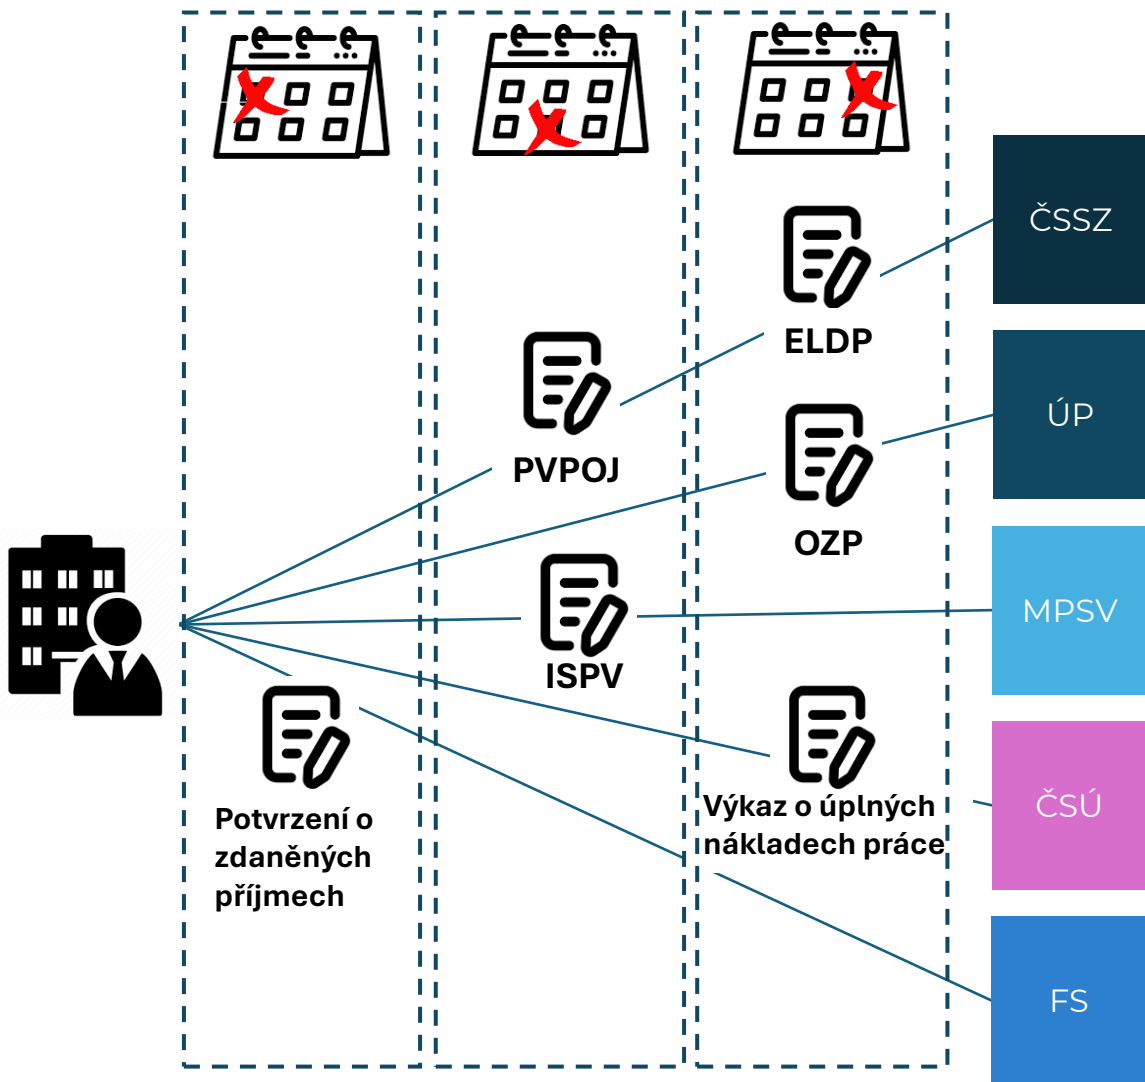 ČSSZ
ELDP
ÚP
PVPOJ
OZP
MPSV
ISPV
Potvrzení o
zdaněných
příjmech
Výkaz o úplných
nákladech práce
ČSÚ
FS